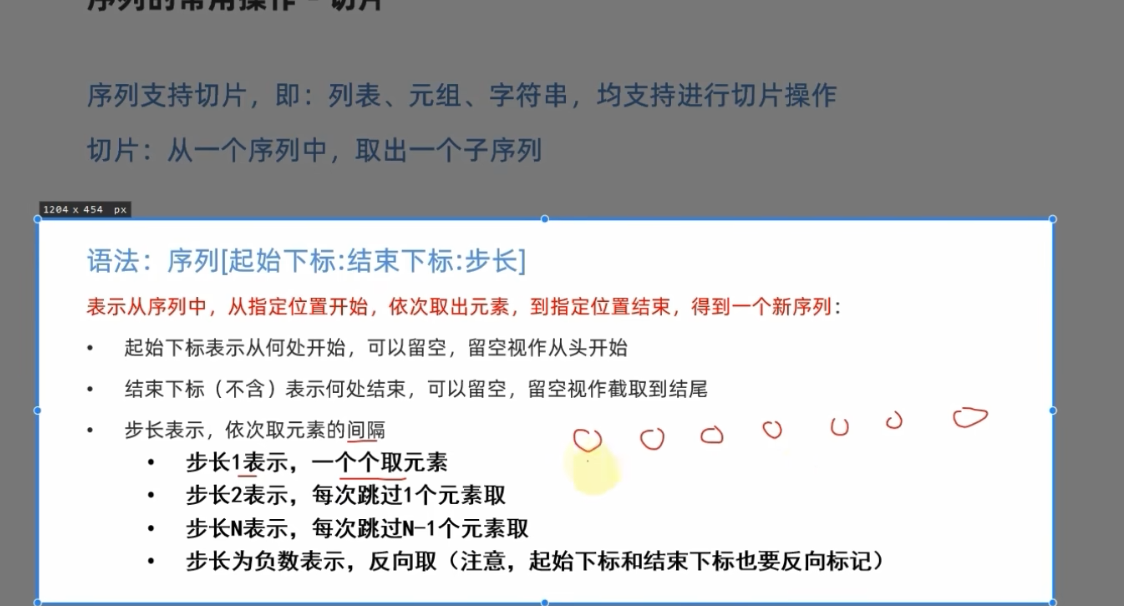 序列的常用操作 - 切片
序列支持切片，即：列表、元组、字符串，均支持进行切片操作
切片：从一个序列中，取出一个子序列
1204 x 454 px
语法：序列[起始下标:结束下标:步长]
表示从序列中，从指定位置开始，依次取出元素，到指定位置结束，得到一个新序列：
• 起始下标表示从何处开始，可以留空，留空视作从头开始
• 结束下标（不含）表示何处结束，可以留空，留空视作截取到结尾
• 步长表示，依次取元素的间隔
• 步长1表示，一个个取元素
• 步长2表示，每次跳过1个元素取
• 步长N表示，每次跳过N-1个元素取
• 步长为负数表示，反向取（注意，起始下标和结束下标也要反向标记）